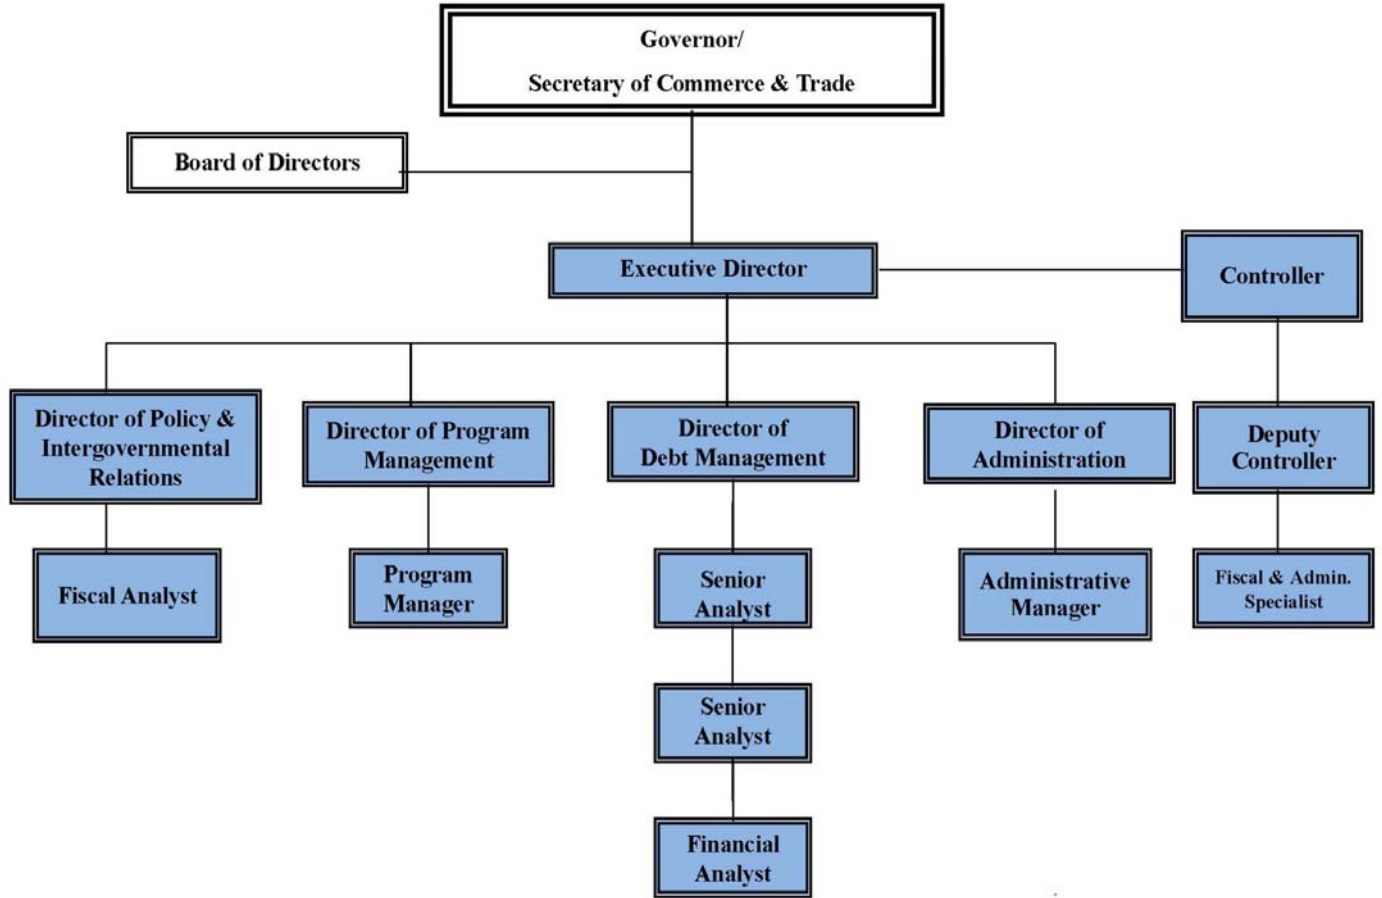 Governor/
Secretary of Commerce & Trade
Board of Directors
Executive Director
Controller
Director of Policy &
Intergovernmental
Relations
Director of Program
Management
Director of
Debt Management
Director of
Administration
Deputy
Controller
Fiscal Analyst
Program
Manager
Senior
Analyst
Administrative
Manager
Fiscal & Admin.
Specialist
Senior
Analyst
Financial
Analyst